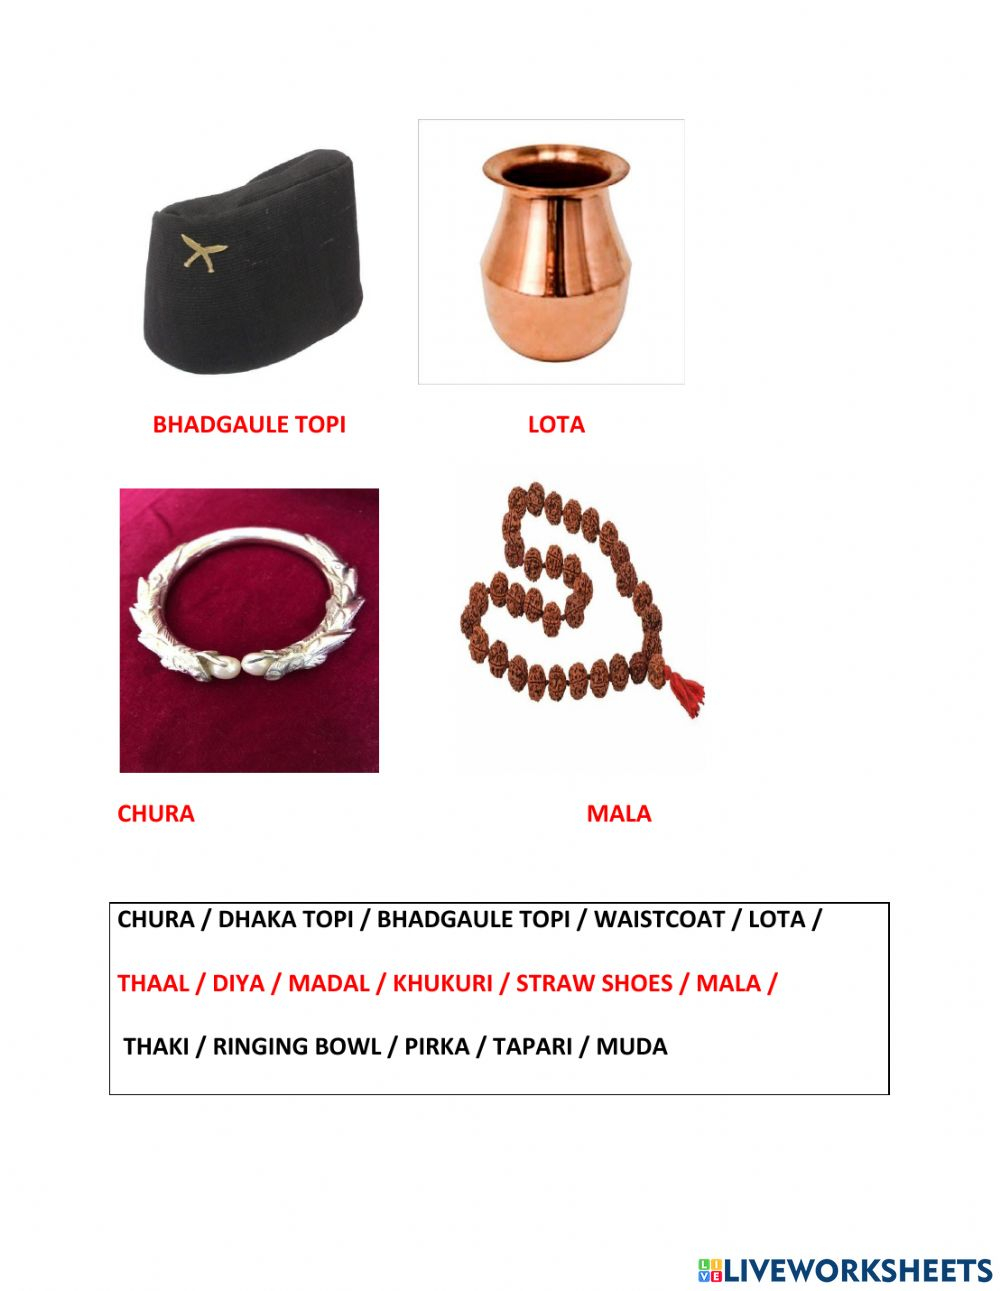 BHADGAULE TOPI LOTA
CHURA MALA
CHURA / DHAKA TOPI / BHADGAULE TOPI / WAISTCOAT / LOTA /
THAAL / DIYA / MADAL / KHUKURI / STRAW SHOES / MALA /
THAKI / RINGING BOWL / PIRKA / TAPARI / MUDA
LIVE LIVEWORKSHEETS